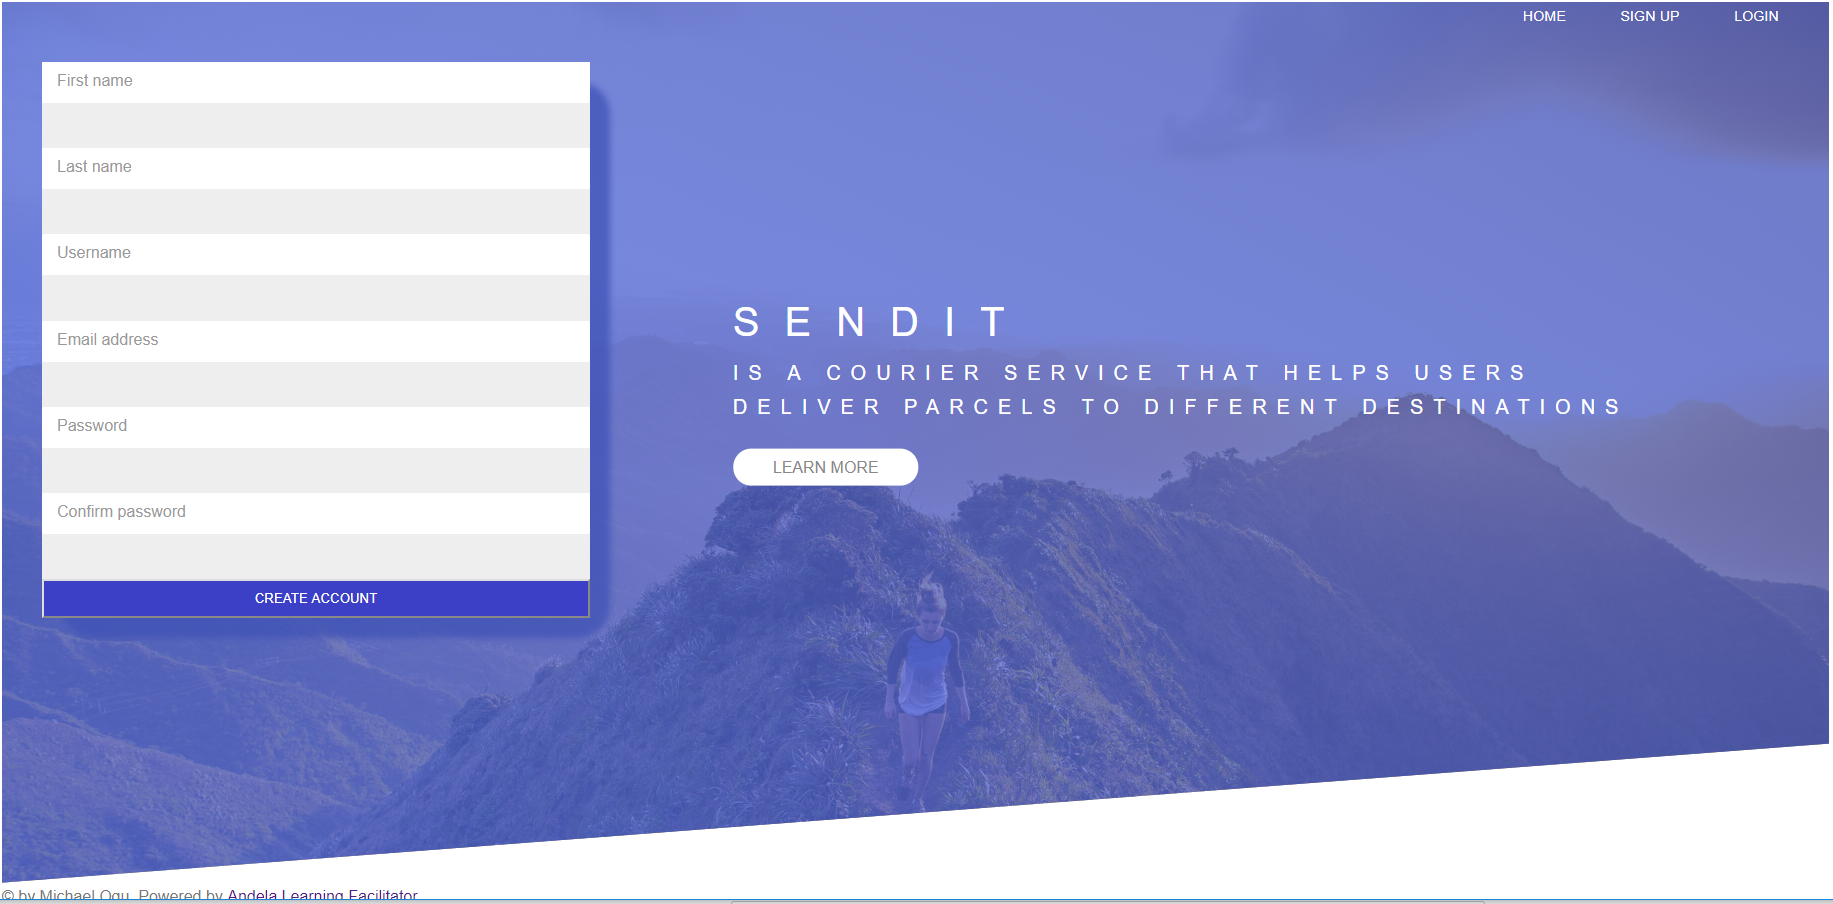 HOME SIGN UP LOGIN
First name
Last name
Username
Email address
Password
Confirm password
CREATE ACCOUNT
SENDIT
IS A COURIER SERVICE THAT HELPS USERS
DELIVER PARCELS TO DIFFERENT DESTINATIONS
LEARN MORE
© by Michael Ogu. Powered by Andela Learning Facilitator